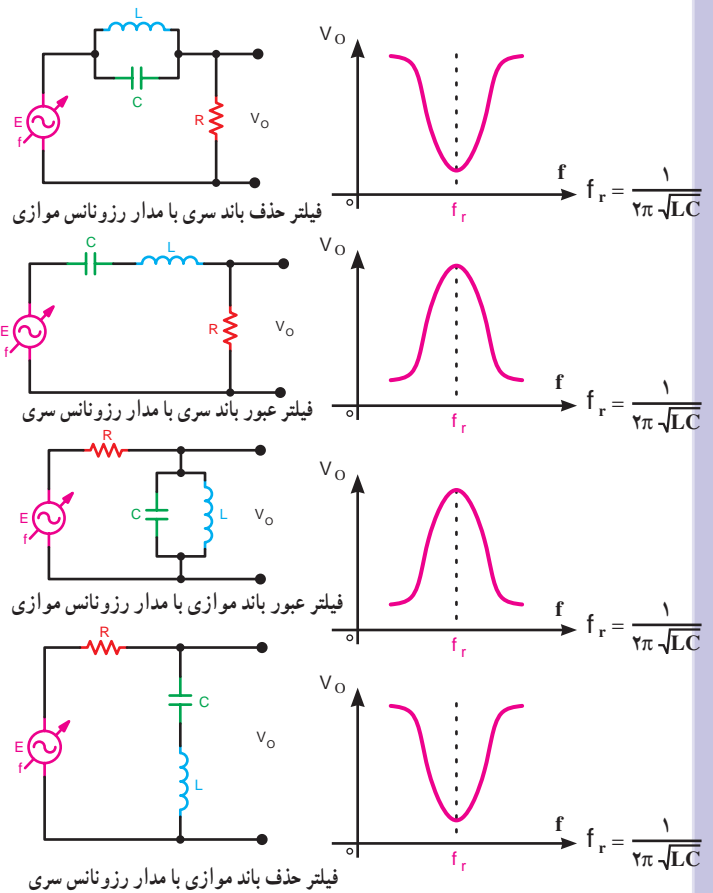 L
C
E
f
R
V_O
V_O
f
o
f_r
f_r = ۱ / ۲π √LC
فیلتر حذف باند سری با مدار رزونانس موازی
C
L
E
f
R
V_O
V_O
f
o
f_r
f_r = ۱ / ۲π √LC
فیلتر عبور باند سری با مدار رزونانس سری
R
E
f
C
L
V_O
V_O
f
o
f_r
f_r = ۱ / ۲π √LC
فیلتر عبور باند موازی با مدار رزونانس موازی
R
E
f
C
L
V_O
V_O
f
o
f_r
f_r = ۱ / ۲π √LC
فیلتر حذف باند موازی با مدار رزونانس سری